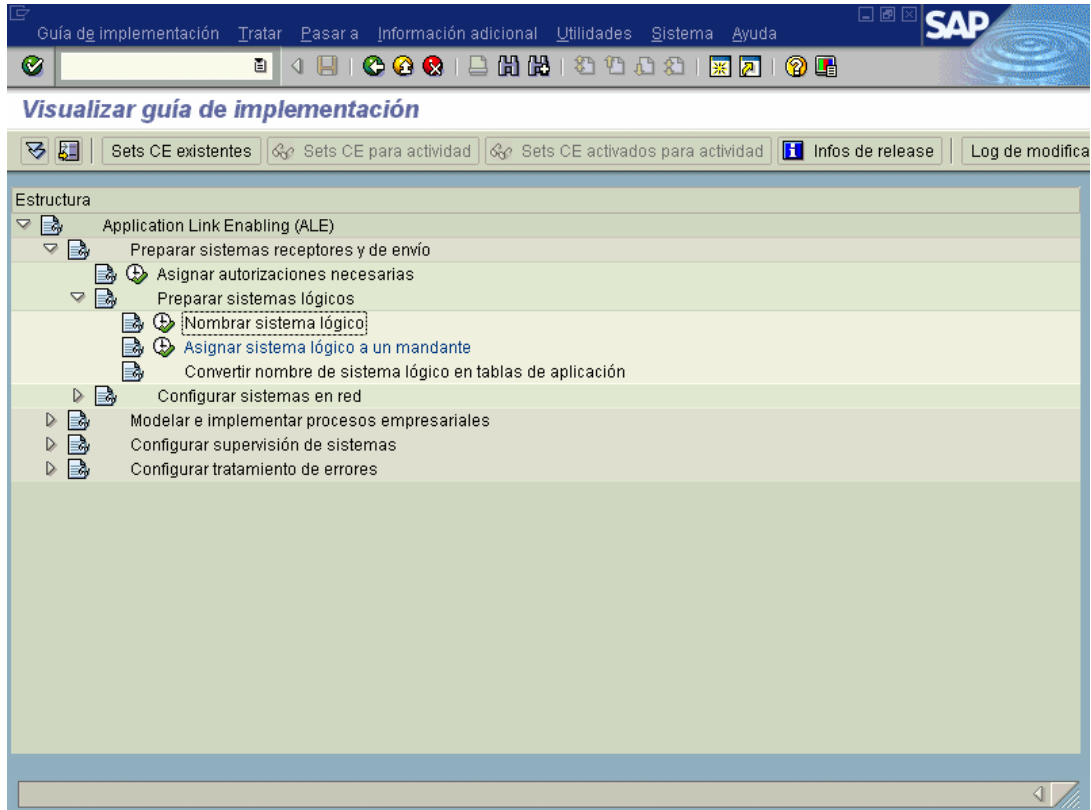 Guía de implementación Tratar Pasar a Información adicional Utilidades Sistema Ayuda
SAP
Visualizar guía de implementación
Sets CE existentes Sets CE para actividad Sets CE activados para actividad Infos de release Log de modifica
Estructura
Application Link Enabling (ALE)
Preparar sistemas receptores y de envío
Asignar autorizaciones necesarias
Preparar sistemas lógicos
Nombrar sistema lógico
Asignar sistema lógico a un mandante
Convertir nombre de sistema lógico en tablas de aplicación
Configurar sistemas en red
Modelar e implementar procesos empresariales
Configurar supervisión de sistemas
Configurar tratamiento de errores